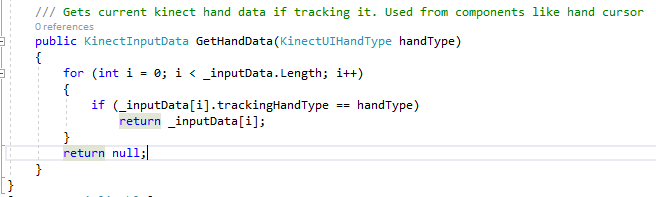 /// Gets current kinect hand data if tracking it. Used from components like hand cursor
0 references
public KinectInputData GetHandData(KinectUIHandType handType)
{
for (int i = 0; i < _inputData.Length; i++)
{
if (_inputData[i].trackingHandType == handType)
return _inputData[i];
}
return null;
}
}